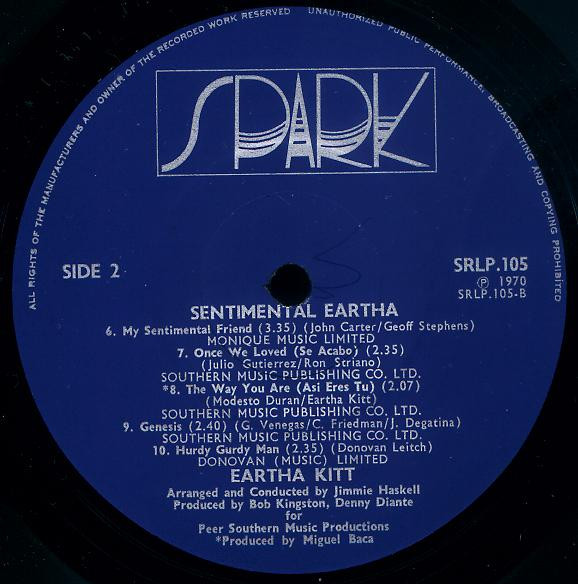 ALL RIGHTS OF THE MANUFACTURERS AND OWNER OF THE RECORDED WORK RESERVED UNAUTHORIZED PUBLIC PERFORMANCE, BROADCASTING AND COPYING PROHIBITED
SPARK
SIDE 2
SRLP.105
Ⓟ 1970
SRLP.105-B
SENTIMENTAL EARTHA
6. My Sentimental Friend (3.35) (John Carter/Geoff Stephens)
MONIQUE MUSIC LIMITED
7. Once We Loved (Se Acabo) (2.35)
(Julio Gutierrez/Ron Striano)
SOUTHERN MUSIC PUBLISHING CO. LTD.
*8. The Way You Are (Asi Eres Tu) (2.07)
(Modesto Duran/Eartha Kitt)
SOUTHERN MUSIC PUBLISHING CO. LTD.
9. Genesis (2.40) (G. Venegas/C. Friedman/J. Degatina)
SOUTHERN MUSIC PUBLISHING CO. LTD.
10. Hurdy Gurdy Man (2.35) (Donovan Leitch)
DONOVAN (MUSIC) LIMITED
EARTHA KITT
Arranged and Conducted by Jimmie Haskell
Produced by Bob Kingston, Denny Diante
for
Peer Southern Music Productions
*Produced by Miguel Baca